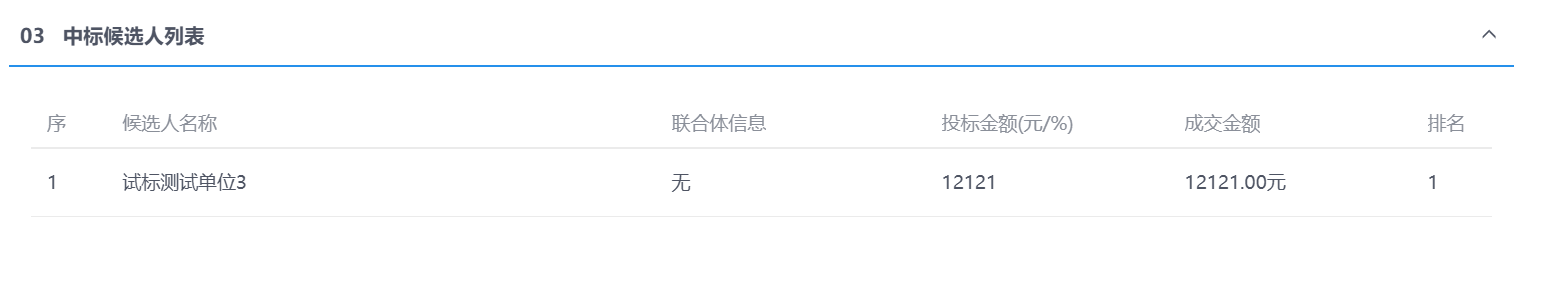 03 中标候选人列表
序 候选人名称 联合体信息 投标金额(元/%) 成交金额 排名
1 试标测试单位3 无 12121 12121.00元 1